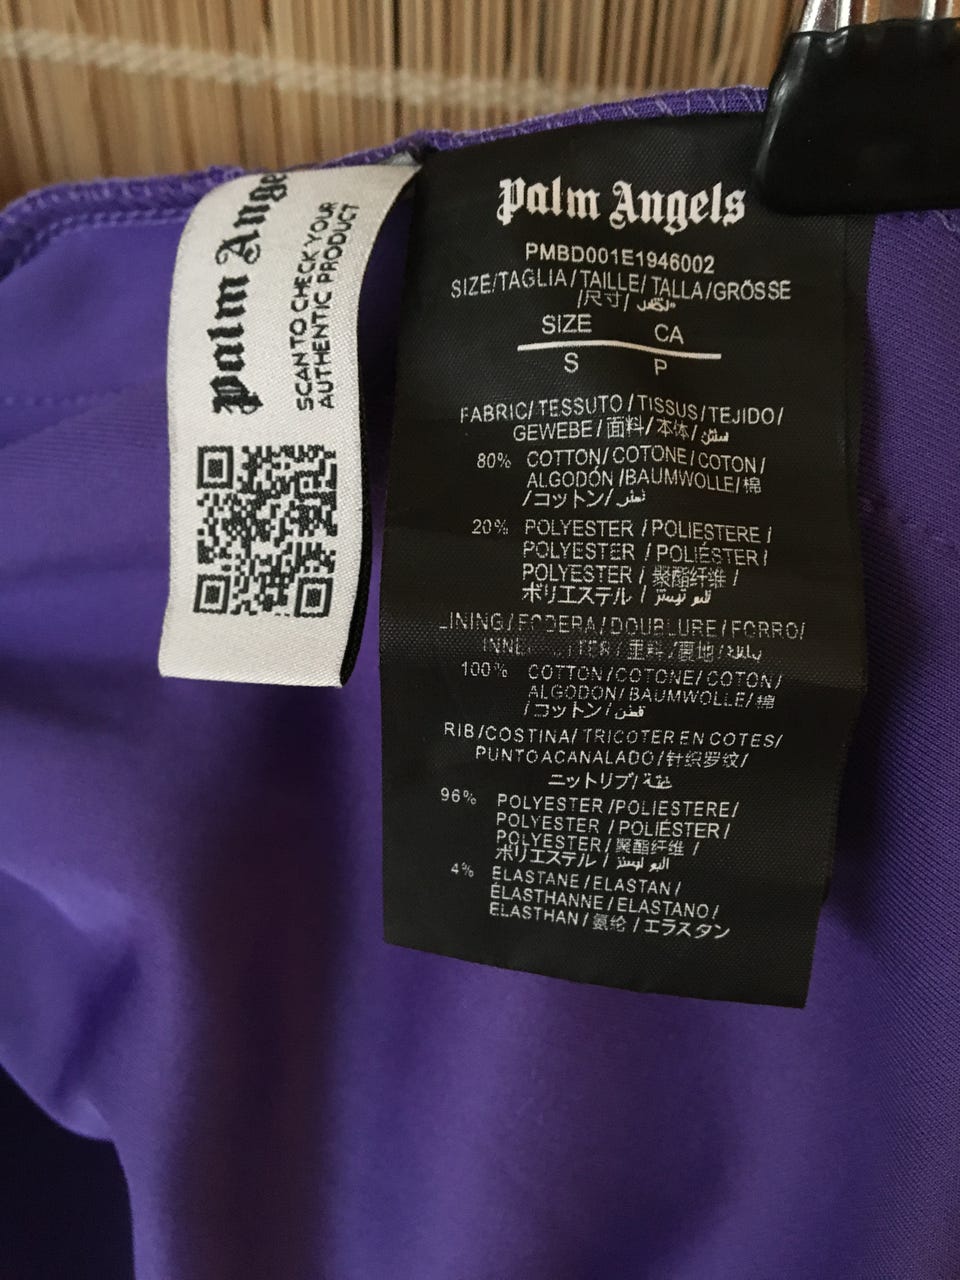 Palm Ange
SCAN TO CHECK YOUR
AUTHENTIC PRODUCT
Palm Angels
PMBD001E1946002
SIZE/TAGLIA/TAILLE/TALLA/GRÖSSE
/尺寸/
SIZE CA
S P
FABRIC/TESSUTO/TISSUS/TEJIDO/
GEWEBE/面料/本体/
80% COTTON/COTONE/COTON/
ALGODÓN/BAUMWOLLE/棉
/コットン/
20% POLYESTER/POLIESTERE/
POLYESTER/POLIÉSTER/
POLYESTER/聚酯纤维/
ポリエステル/
LINING/FODERA/DOUBLURE/FORRO/
/裏地/
100% COTTON/COTONE/COTON/
ALGODON/BAUMWOLLE/棉
/コットン/قطن
RIB/COSTINA/TRICOTER EN COTES/
PUNTO ACANALADO/针织罗纹/
ニットリブ/
96% POLYESTER/POLIESTERE/
POLYESTER/POLIÉSTER/
POLYESTER/聚酯纤维/
ポリエステル/
4% ELASTANE/ELASTAN/
ÉLASTHANNE/ELASTANO/
ELASTHAN/氨纶/エラスタン